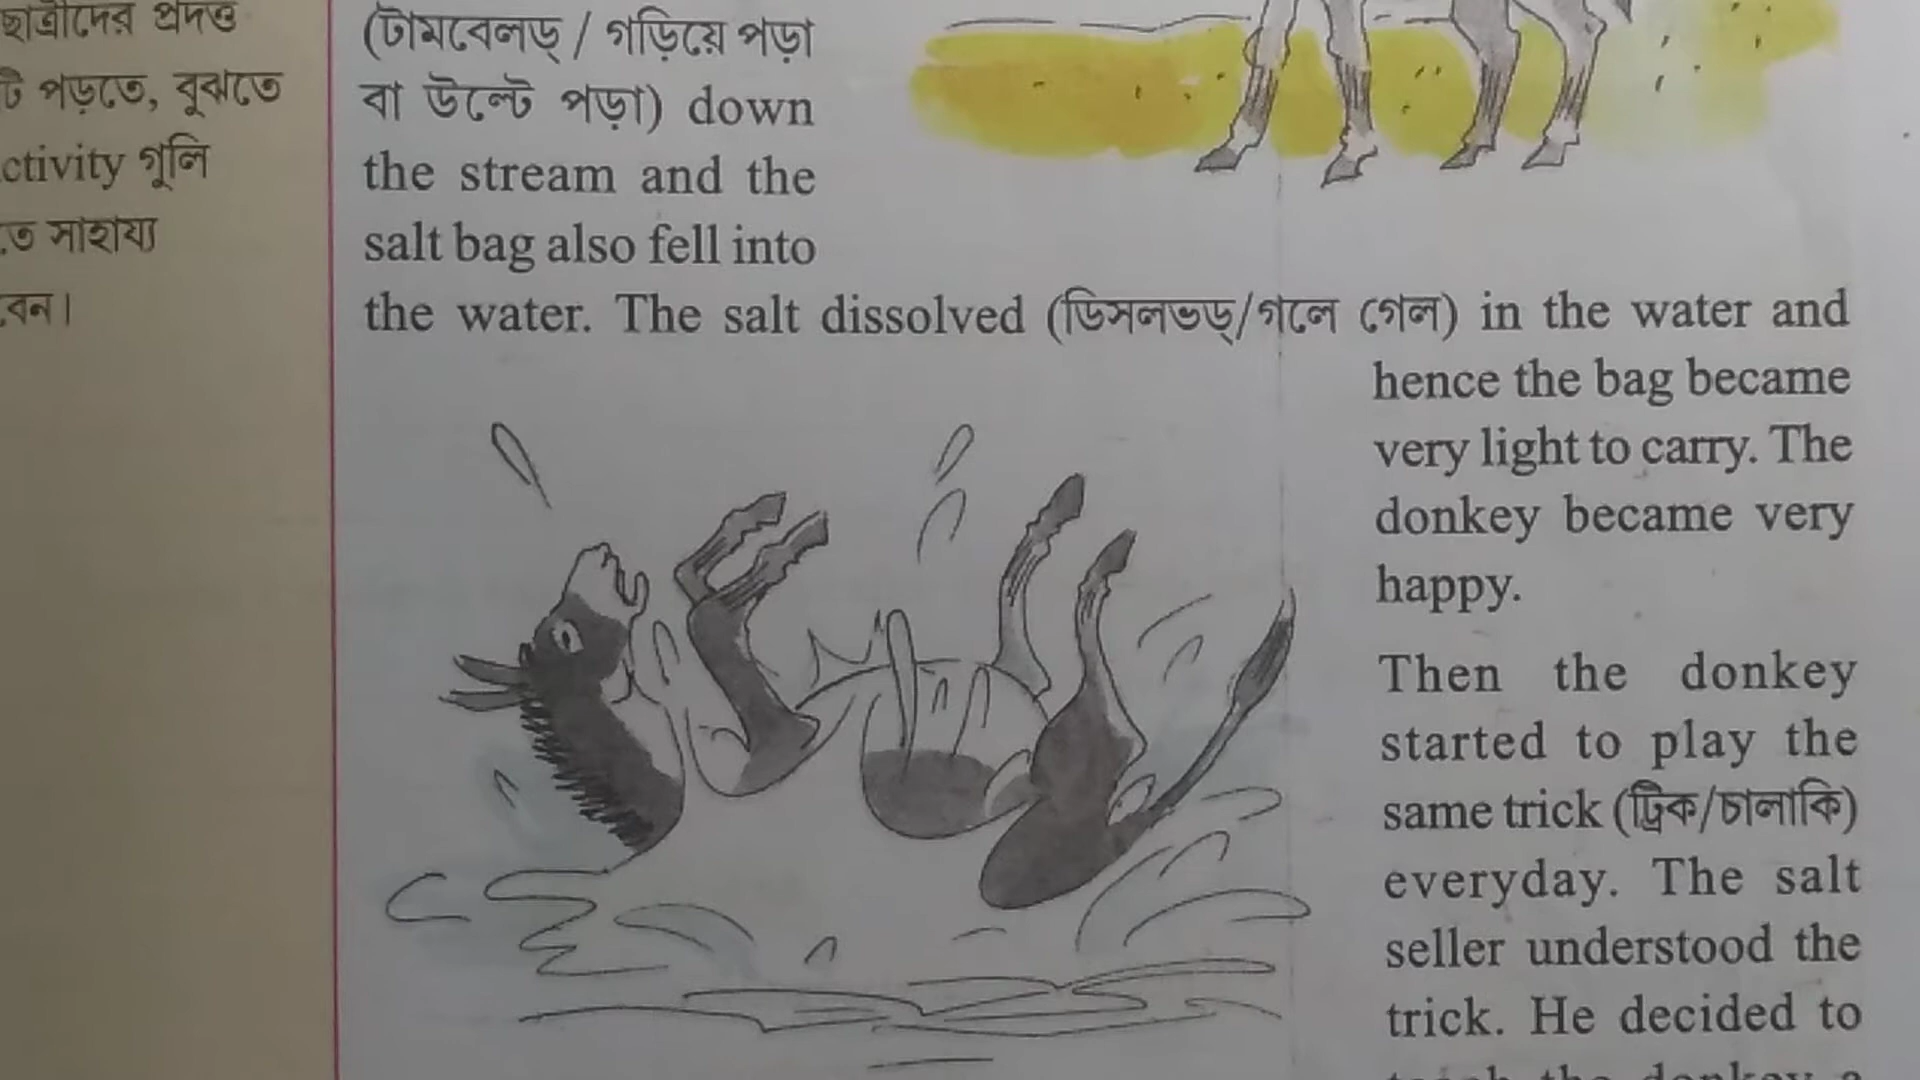 ছাত্রীদের প্রদত্ত
টি পড়তে, বুঝতে
ctivity গুলি
তে সাহায্য
বেন।
(টামবেলড্ / গড়িয়ে পড়া
বা উল্টে পড়া) down
the stream and the
salt bag also fell into
the water. The salt dissolved (ডিসলভড্/গলে গেল) in the water and
hence the bag became
very light to carry. The
donkey became very
happy.
Then the donkey
started to play the
same trick (ট্রিক/চালাকি)
everyday. The salt
seller understood the
trick. He decided to
teach the donkey a